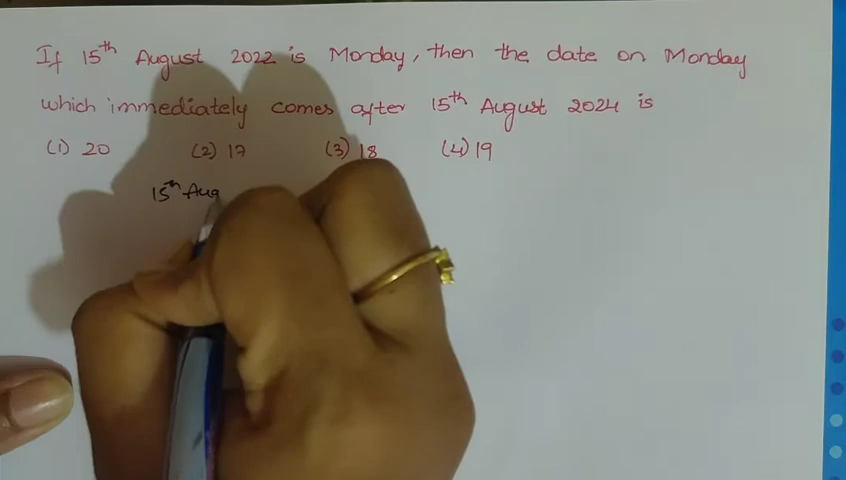 If 15th August 2022 is Monday, then the date on Monday
which immediately comes after 15th August 2024 is
(1) 20 (2) 17 (3) 18 (4) 19
15th Aug